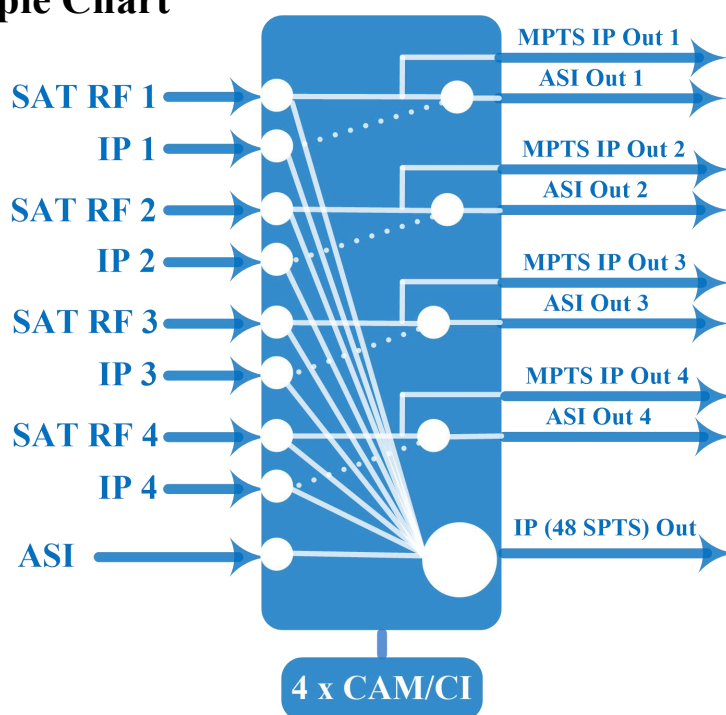 Chart
SAT RF 1
IP 1
SAT RF 2
IP 2
SAT RF 3
IP 3
SAT RF 4
IP 4
ASI
MPTS IP Out 1
ASI Out 1
MPTS IP Out 2
ASI Out 2
MPTS IP Out 3
ASI Out 3
MPTS IP Out 4
ASI Out 4
IP (48 SPTS) Out
4 x CAM/CI